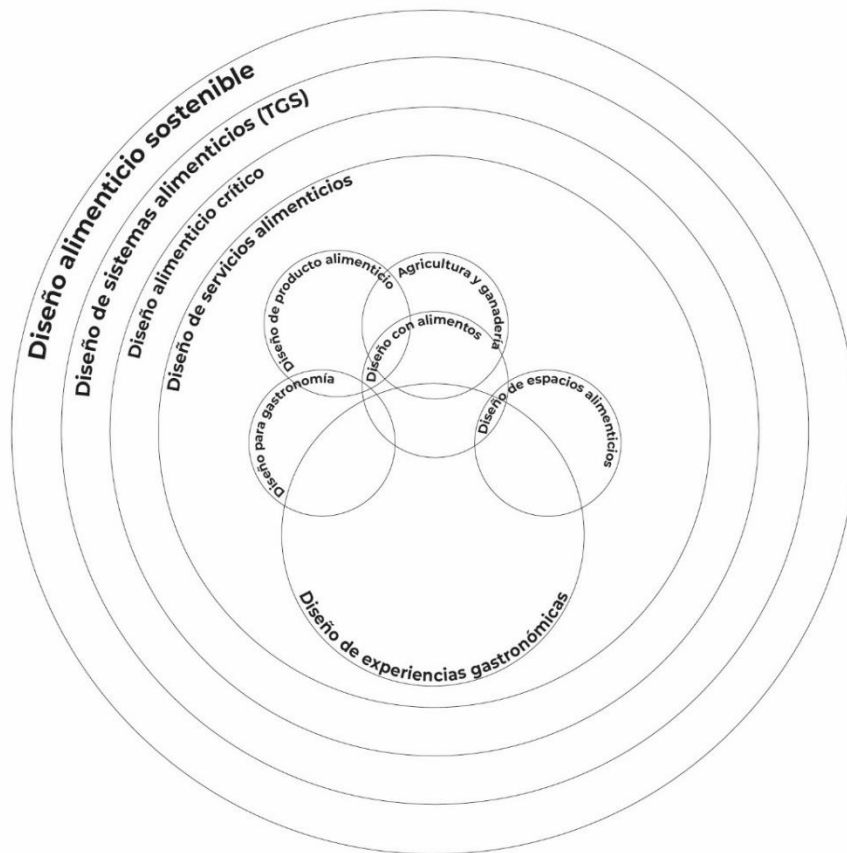 Diseño alimenticio sostenible
Diseño de sistemas alimenticios (TGS)
Diseño alimenticio crítico
Diseño de servicios alimenticios
Diseño de producto alimenticio
Agricultura y ganadería
Diseño con alimentos
Diseño para gastronomía
Diseño de espacios alimenticios
Diseño de experiencias gastronómicas